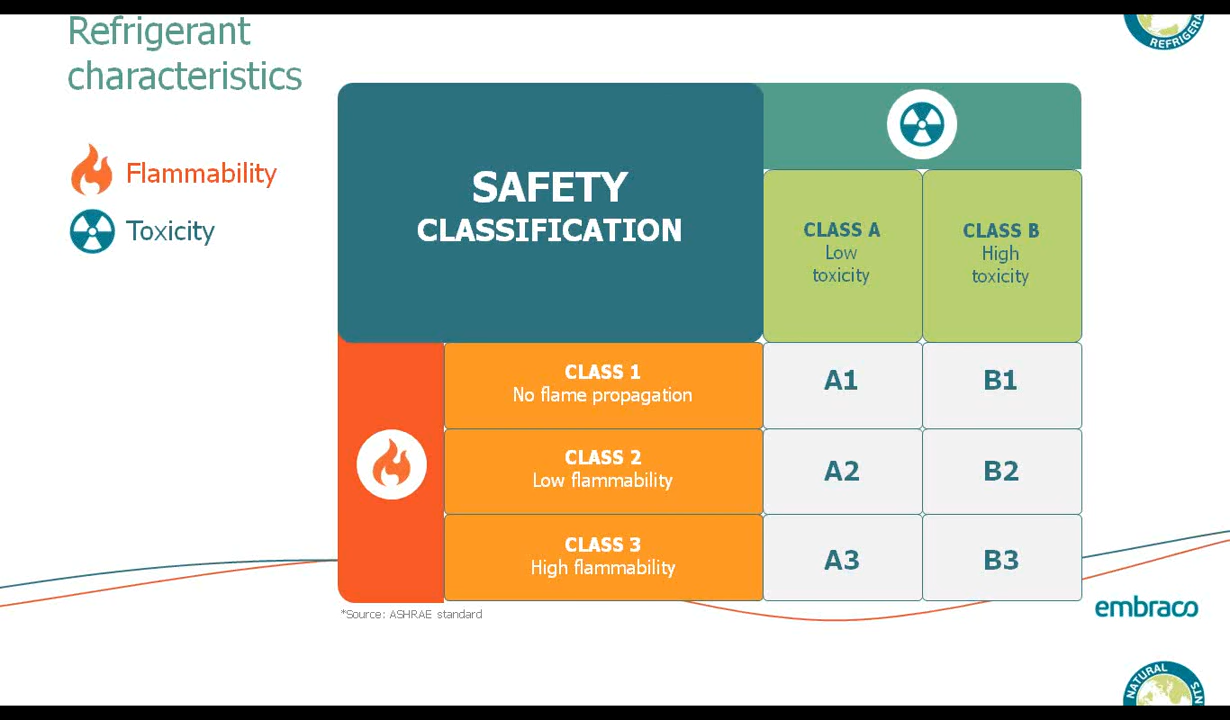 Refrigerant
characteristics
Flammability
Toxicity
SAFETY
CLASSIFICATION
CLASS A
Low
toxicity
CLASS B
High
toxicity
CLASS 1
No flame propagation
A1
B1
CLASS 2
Low flammability
A2
B2
CLASS 3
High flammability
A3
B3
*Source: ASHRAE standard
embraco
NATURAL